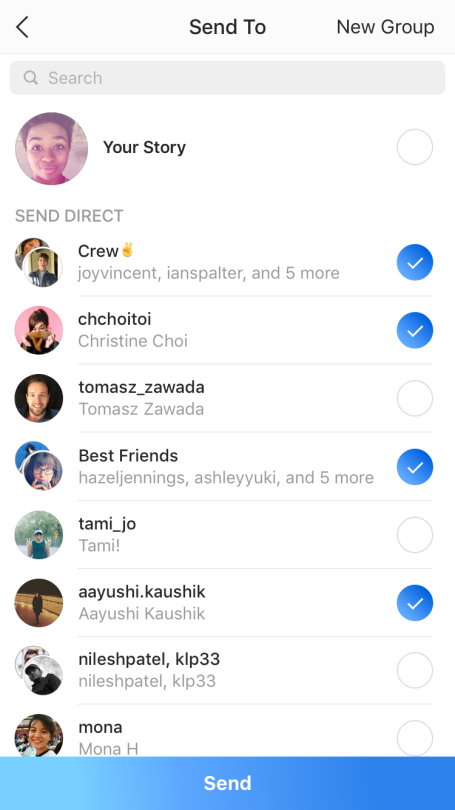 Send To
New Group
Search
Your Story
SEND DIRECT
Crew✌️
joyvincent, ianspalter, and 5 more
chchoitoi
Christine Choi
tomasz_zawada
Tomasz Zawada
Best Friends
hazeljennings, ashleyyuki, and 5 more
tami_jo
Tami!
aayushi.kaushik
Aayushi Kaushik
nileshpatel, klp33
nileshpatel, klp33
mona
Mona H
Send